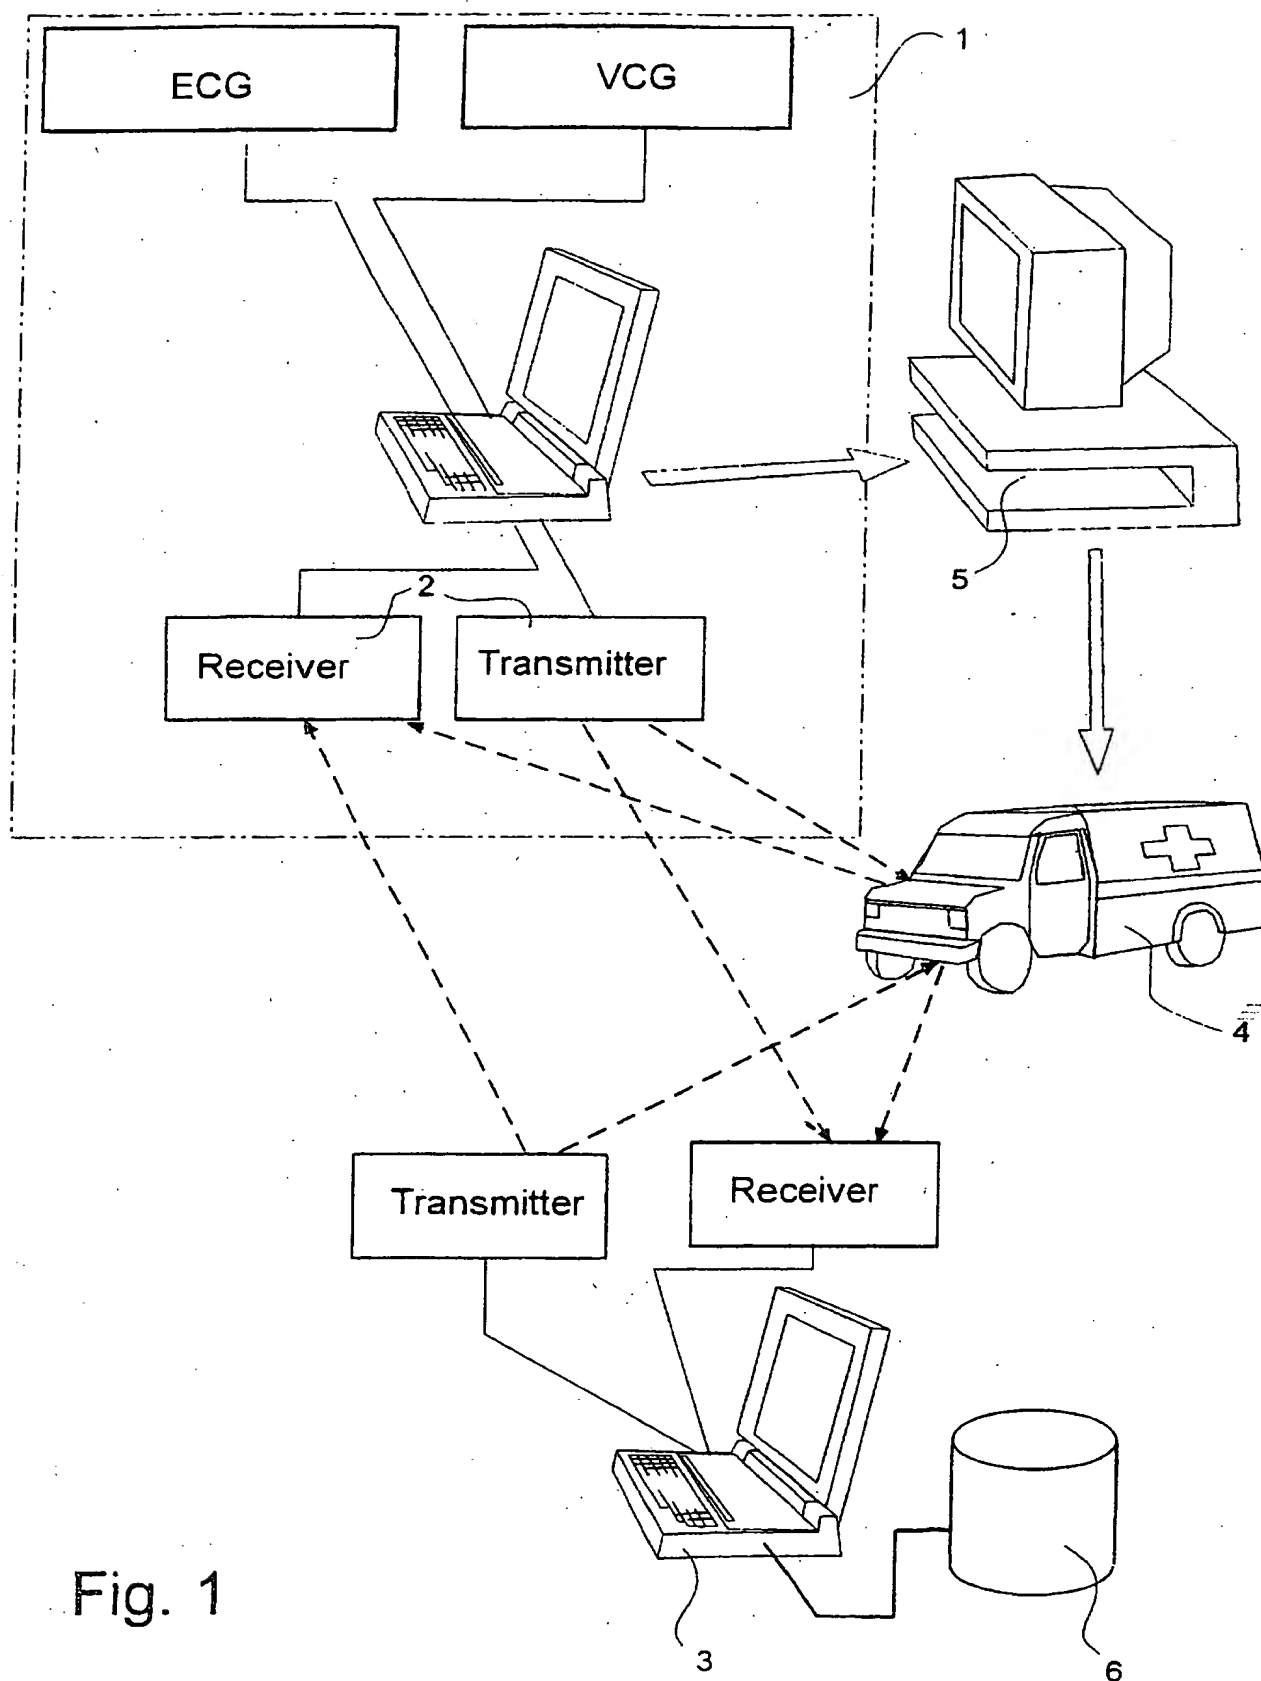 1
ECG
VCG
5
2
Receiver
Transmitter
4
Transmitter
Receiver
3
6
Fig. 1